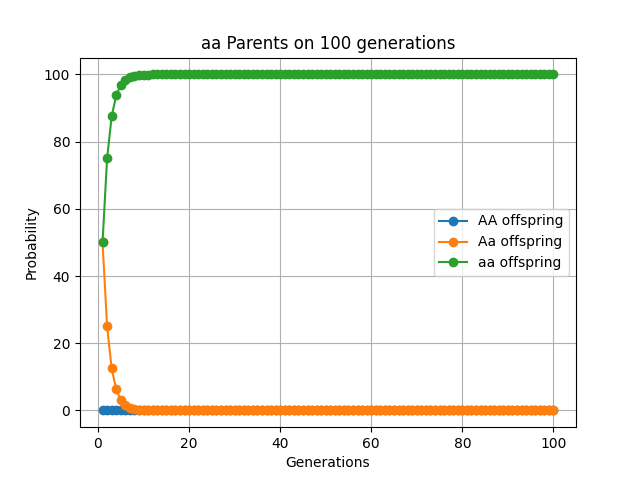 aa Parents on 100 generations
100
80
60
40
20
0
Probability
AA offspring
Aa offspring
aa offspring
0 20 40 60 80 100
Generations